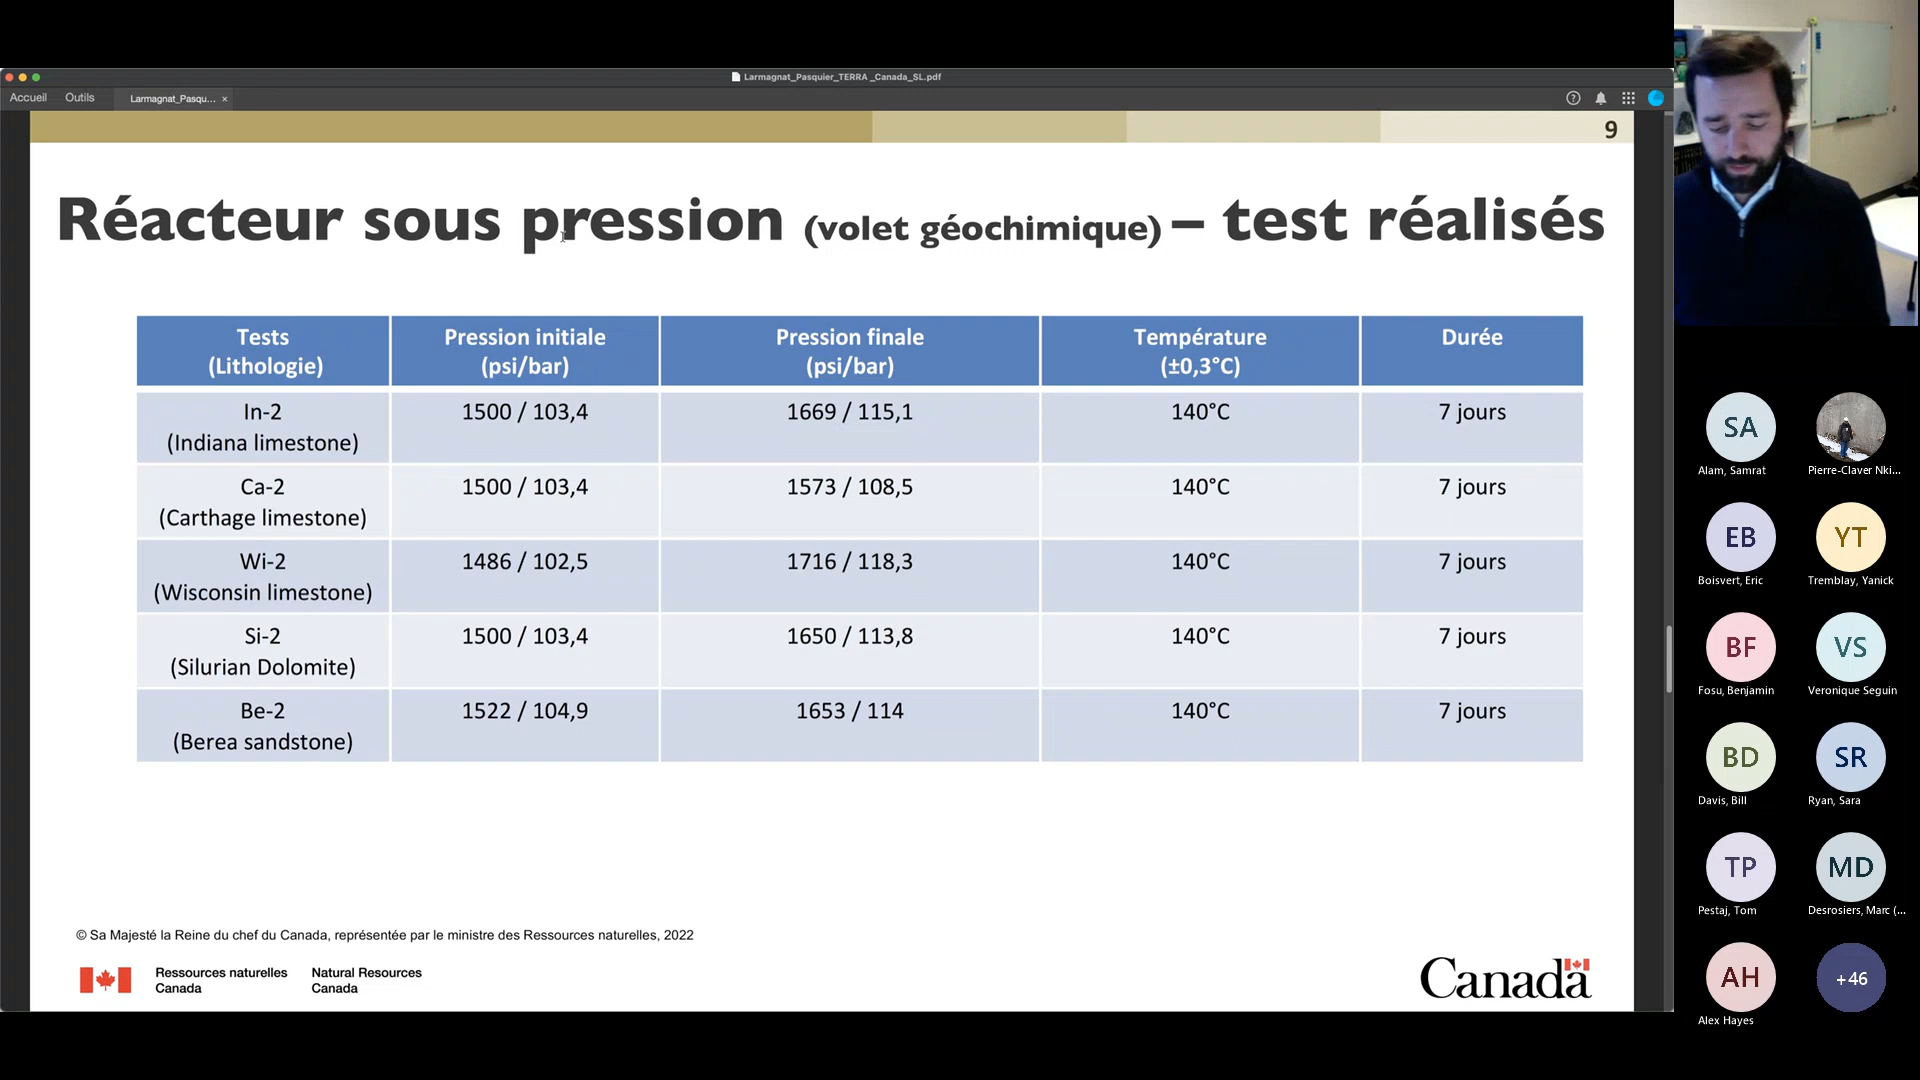 Larmagnat_Pasquier_TERRA _Canada_SL.pdf
Accueil Outils Larmagnat_Pasqu... ×
9
Réacteur sous pression (volet géochimique) – test réalisés
Tests (Lithologie) Pression initiale (psi/bar) Pression finale (psi/bar) Température (±0,3°C) Durée
In-2 (Indiana limestone) 1500 / 103,4 1669 / 115,1 140°C 7 jours
Ca-2 (Carthage limestone) 1500 / 103,4 1573 / 108,5 140°C 7 jours
Wi-2 (Wisconsin limestone) 1486 / 102,5 1716 / 118,3 140°C 7 jours
Si-2 (Silurian Dolomite) 1500 / 103,4 1650 / 113,8 140°C 7 jours
Be-2 (Berea sandstone) 1522 / 104,9 1653 / 114 140°C 7 jours
© Sa Majesté la Reine du chef du Canada, représentée par le ministre des Ressources naturelles, 2022
Ressources naturelles Canada
Natural Resources Canada
Canada
SA
Alam, Samrat
Pierre-Claver Nki...
EB
Boisvert, Eric
YT
Tremblay, Yanick
BF
Fosu, Benjamin
VS
Veronique Seguin
BD
Davis, Bill
SR
Ryan, Sara
TP
Pestaj, Tom
MD
Desrosiers, Marc (...
AH
Alex Hayes
+46